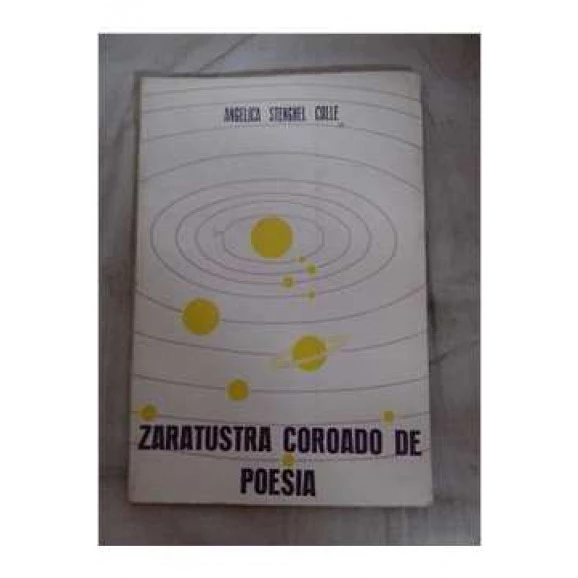 ANGELICA STENGHEL COLLE
ZARATUSTRA COROADO DE
POESIA